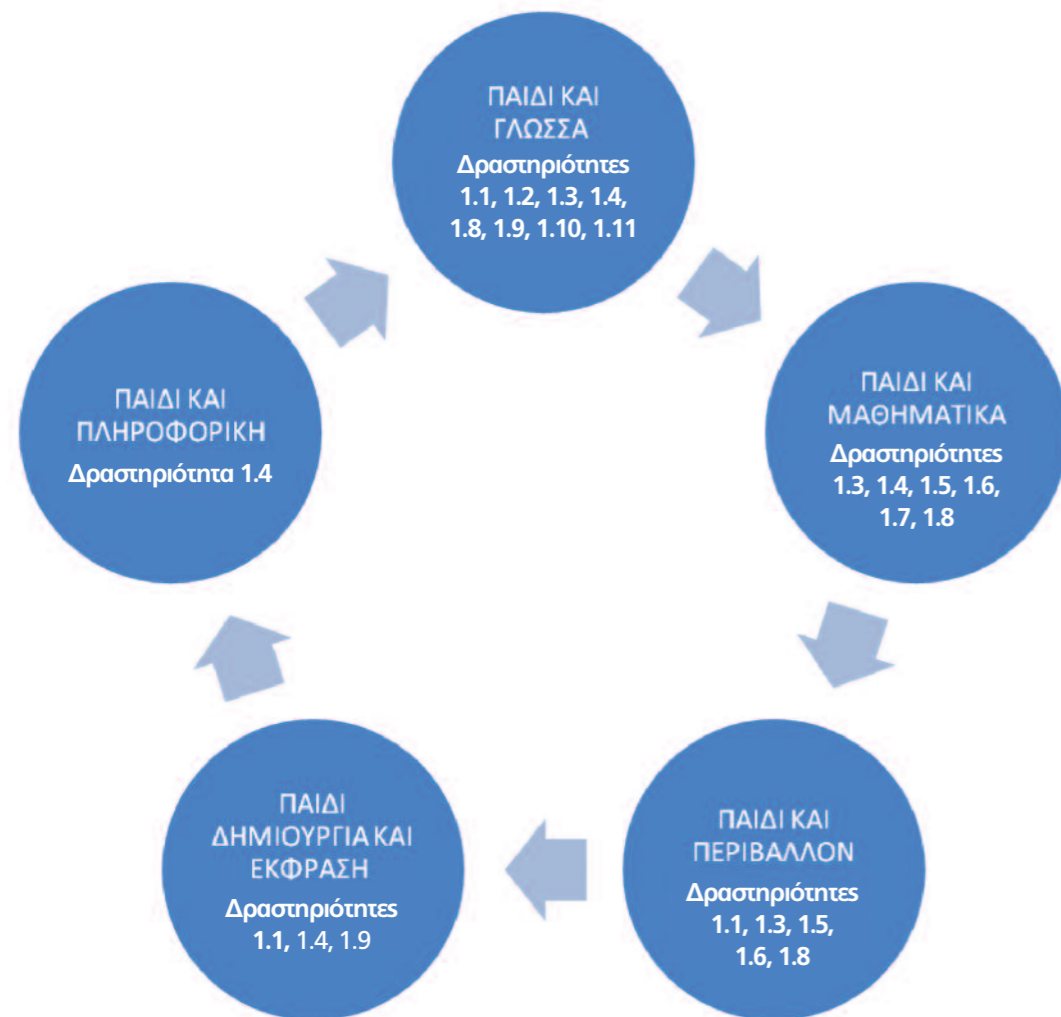 ΠΑΙΔΙ ΚΑΙ
ΓΛΩΣΣΑ
Δραστηριότητες
1.1, 1.2, 1.3, 1.4,
1.8, 1.9, 1.10, 1.11
ΠΑΙΔΙ ΚΑΙ
ΜΑΘΗΜΑΤΙΚΑ
Δραστηριότητες
1.3, 1.4, 1.5, 1.6,
1.7, 1.8
ΠΑΙΔΙ ΚΑΙ
ΠΕΡΙΒΑΛΛΟΝ
Δραστηριότητες
1.1, 1.3, 1.5,
1.6, 1.8
ΠΑΙΔΙ
ΔΗΜΙΟΥΡΓΙΑ ΚΑΙ
ΕΚΦΡΑΣΗ
Δραστηριότητες
1.1, 1.4, 1.9
ΠΑΙΔΙ ΚΑΙ
ΠΛΗΡΟΦΟΡΙΚΗ
Δραστηριότητα 1.4